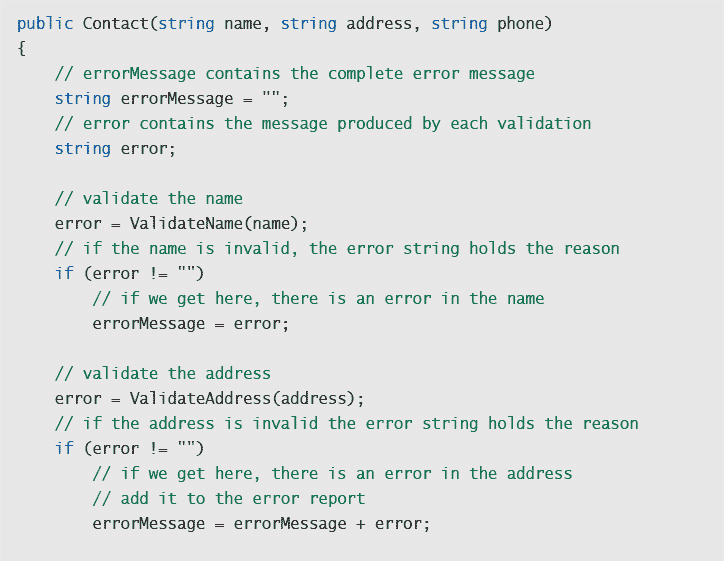 public Contact(string name, string address, string phone)
{
    // errorMessage contains the complete error message
    string errorMessage = "";
    // error contains the message produced by each validation
    string error;

    // validate the name
    error = ValidateName(name);
    // if the name is invalid, the error string holds the reason
    if (error != "")
        // if we get here, there is an error in the name
        errorMessage = error;

    // validate the address
    error = ValidateAddress(address);
    // if the address is invalid the error string holds the reason
    if (error != "")
        // if we get here, there is an error in the address
        // add it to the error report
        errorMessage = errorMessage + error;